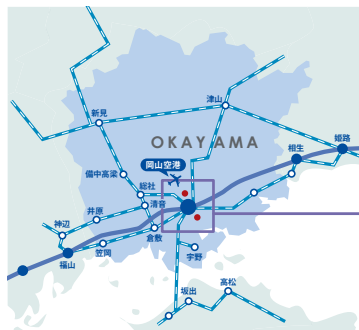 津山
新見
OKAYAMA
姫路
相生
岡山空港
備中高梁
総社
清音
井原
神辺
倉敷
笠岡
福山
宇野
高松
坂出